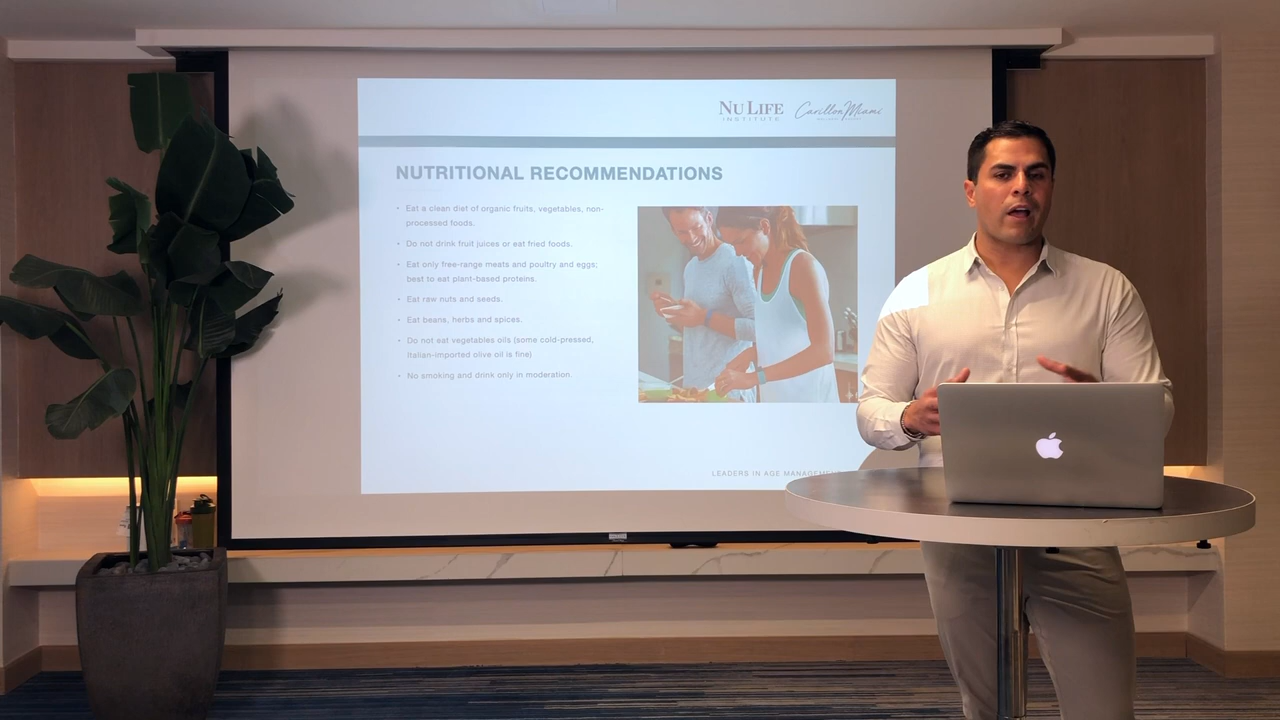 NU LIFE
INSTITUTE
Carillon Miami
NUTRITIONAL RECOMMENDATIONS
• Eat a clean diet of organic fruits, vegetables, non-
processed foods.
• Do not drink fruit juices or eat fried foods.
• Eat only free-range meats and poultry and eggs;
best to eat plant-based proteins.
• Eat raw nuts and seeds.
• Eat beans, herbs and spices.
• Do not eat vegetables oils (some cold-pressed,
Italian-imported olive oil is fine)
• No smoking and drink only in moderation.
LEADERS IN AGE